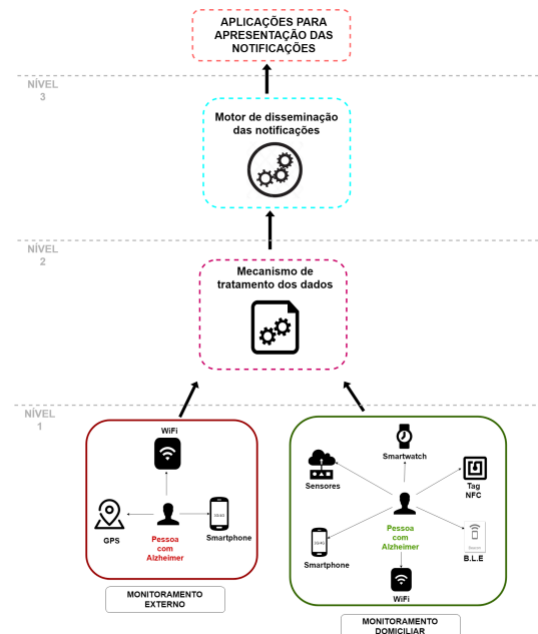 APLICAÇÕES PARA
APRESENTAÇÃO DAS
NOTIFICAÇÕES
NÍVEL
3
Motor de disseminação
das notificações
NÍVEL
2
Mecanismo de
tratamento dos dados
NÍVEL
1
WiFi
GPS
Smartphone
Pessoa
com
Alzheimer
MONITORAMENTO
EXTERNO
Smartwatch
Sensores
Tag
NFC
Pessoa
com
Alzheimer
Smartphone
B.L.E
WiFi
MONITORAMENTO
DOMICILIAR